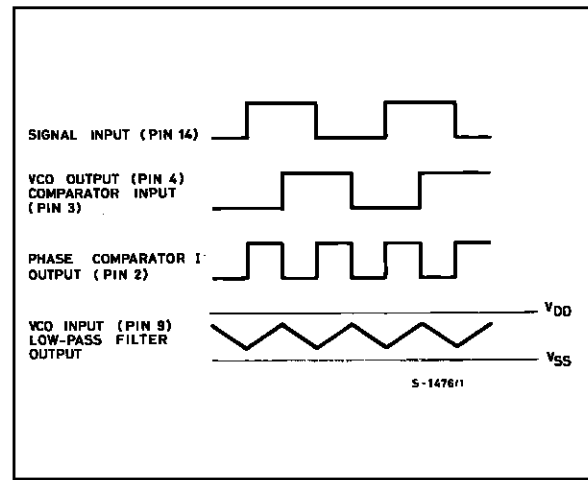 SIGNAL INPUT (PIN 14)
VCO OUTPUT (PIN 4)
COMPARATOR INPUT
(PIN 3)
PHASE COMPARATOR I
OUTPUT (PIN 2)
VDD
VCO INPUT (PIN 9)
LOW-PASS FILTER
OUTPUT
VSS
S-1476/1